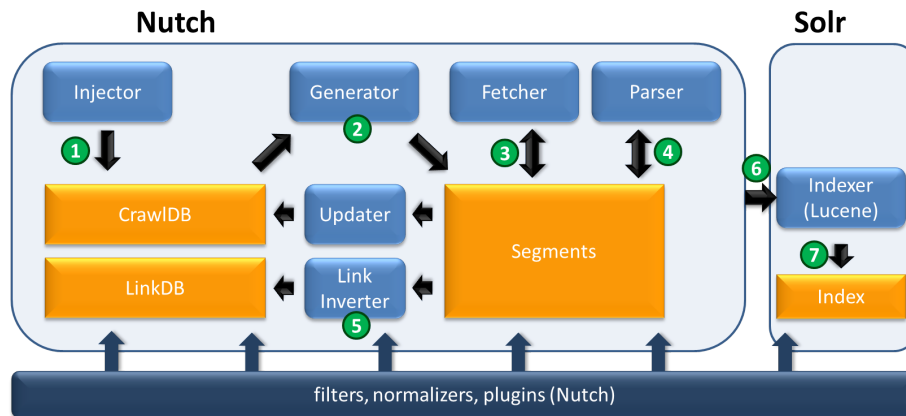 Nutch
Solr
Injector
Generator
Fetcher
Parser
1
2
3
4
6
CrawlDB
Updater
Segments
Indexer
(Lucene)
LinkDB
Link
Inverter
5
7
Index
filters, normalizers, plugins (Nutch)